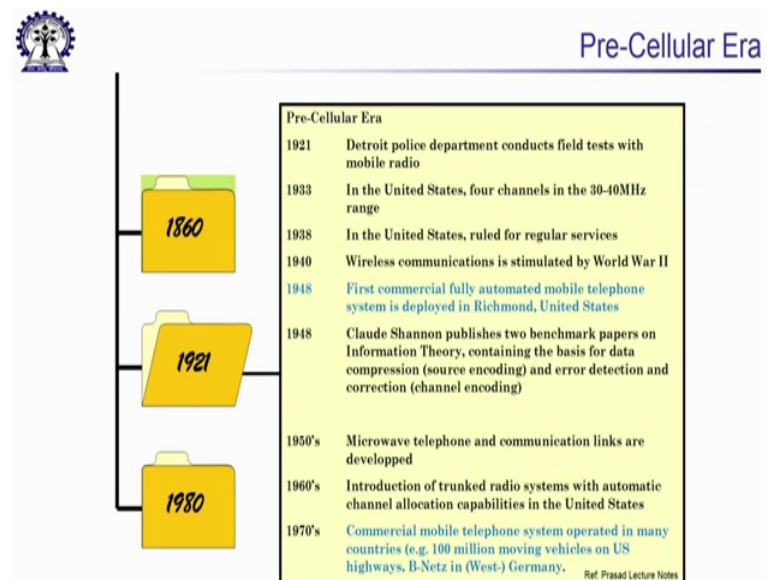 Pre-Cellular Era
1860
1921
1980
Pre-Cellular Era
1921 Detroit police department conducts field tests with
mobile radio
1933 In the United States, four channels in the 30-40MHz
range
1938 In the United States, ruled for regular services
1940 Wireless communications is stimulated by World War II
1948 First commercial fully automated mobile telephone
system is deployed in Richmond, United States
1948 Claude Shannon publishes two benchmark papers on
Information Theory, containing the basis for data
compression (source encoding) and error detection and
correction (channel encoding)
1950's Microwave telephone and communication links are
developped
1960's Introduction of trunked radio systems with automatic
channel allocation capabilities in the United States
1970's Commercial mobile telephone system operated in many
countries (e.g. 100 million moving vehicles on US
highways, B-Netz in (West-) Germany.
Ref: Prasad Lecture Notes